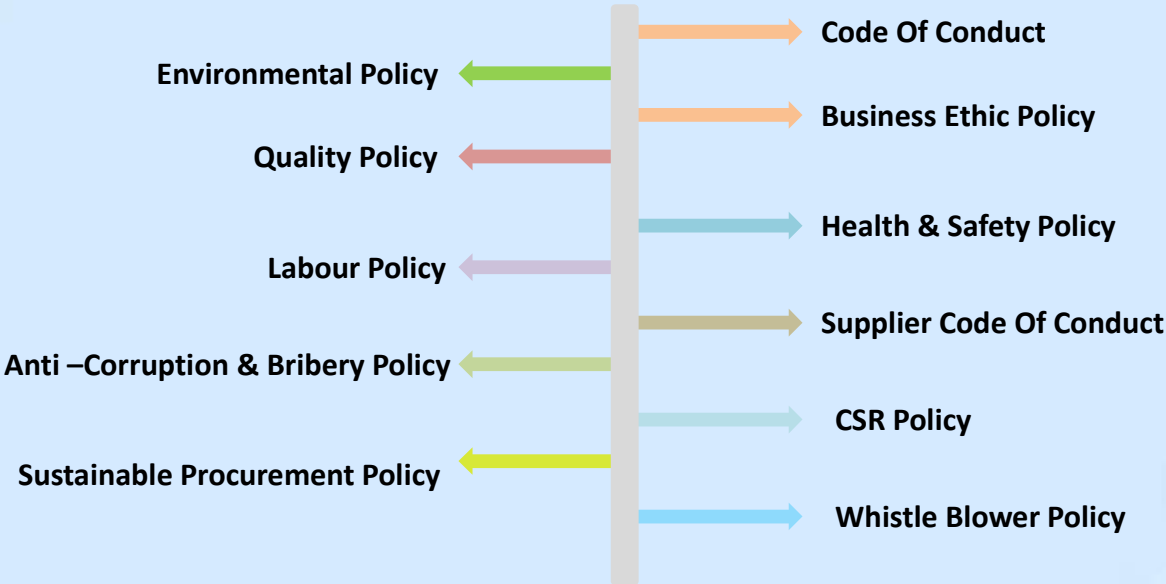 Code Of Conduct
Environmental Policy
Business Ethic Policy
Quality Policy
Health & Safety Policy
Labour Policy
Supplier Code Of Conduct
Anti –Corruption & Bribery Policy
CSR Policy
Sustainable Procurement Policy
Whistle Blower Policy